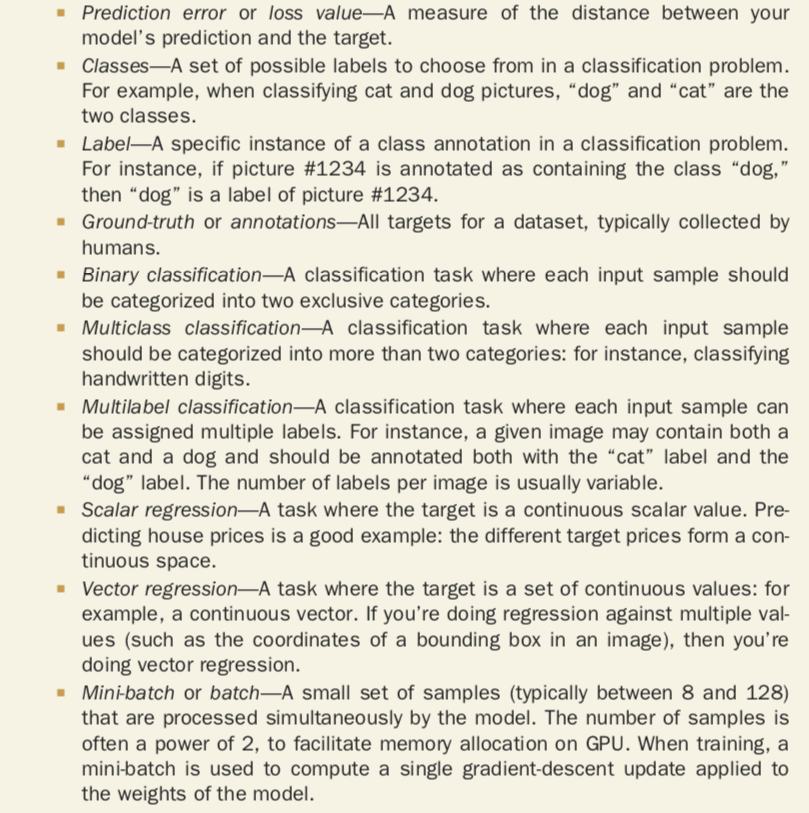 ▪ Prediction error or loss value—A measure of the distance between your
model's prediction and the target.
▪ Classes—A set of possible labels to choose from in a classification problem.
For example, when classifying cat and dog pictures, “dog” and “cat” are the
two classes.
▪ Label—A specific instance of a class annotation in a classification problem.
For instance, if picture #1234 is annotated as containing the class “dog,”
then “dog” is a label of picture #1234.
▪ Ground-truth or annotations—All targets for a dataset, typically collected by
humans.
▪ Binary classification—A classification task where each input sample should
be categorized into two exclusive categories.
▪ Multiclass classification—A classification task where each input sample
should be categorized into more than two categories: for instance, classifying
handwritten digits.
▪ Multilabel classification—A classification task where each input sample can
be assigned multiple labels. For instance, a given image may contain both a
cat and a dog and should be annotated both with the “cat” label and the
“dog” label. The number of labels per image is usually variable.
▪ Scalar regression—A task where the target is a continuous scalar value. Pre-
dicting house prices is a good example: the different target prices form a con-
tinuous space.
▪ Vector regression—A task where the target is a set of continuous values: for
example, a continuous vector. If you're doing regression against multiple val-
ues (such as the coordinates of a bounding box in an image), then you're
doing vector regression.
▪ Mini-batch or batch—A small set of samples (typically between 8 and 128)
that are processed simultaneously by the model. The number of samples is
often a power of 2, to facilitate memory allocation on GPU. When training, a
mini-batch is used to compute a single gradient-descent update applied to
the weights of the model.